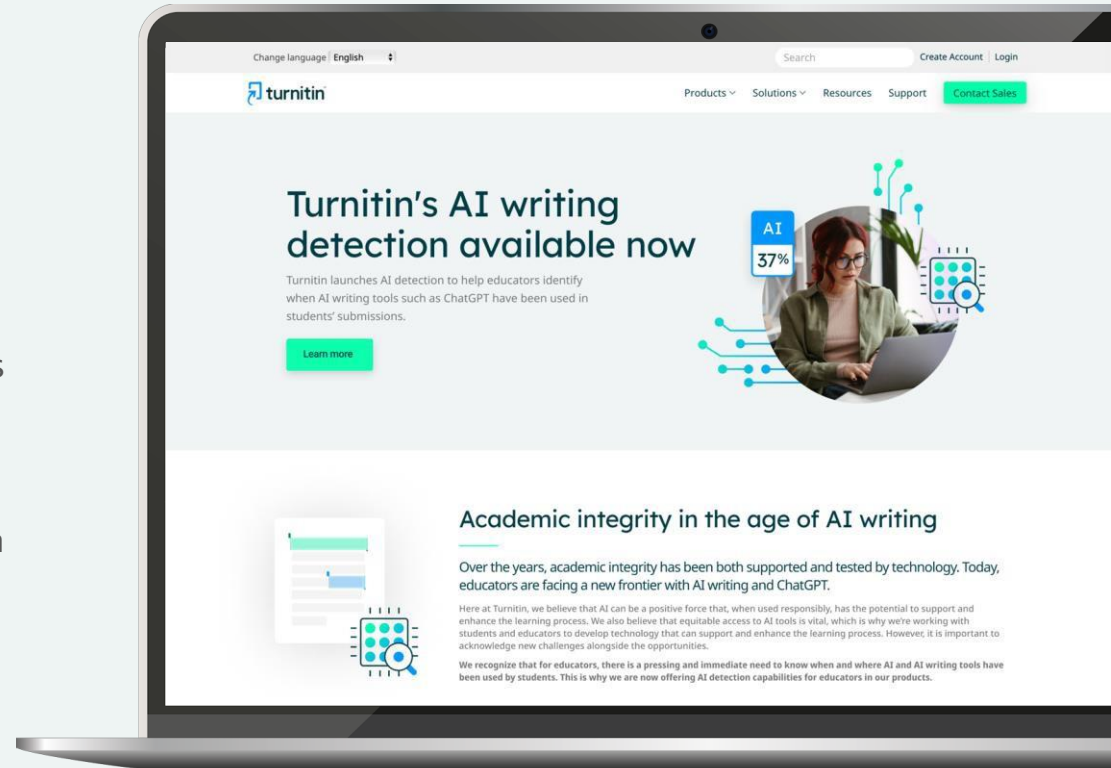 Change language English
Search
Create Account Login
turnitin
Products Solutions Resources Support Contact Sales
Turnitin's AI writing
detection available now
Turnitin launches AI detection to help educators identify
when AI writing tools such as ChatGPT have been used in
students' submissions.
Learn more
AI
37%
s
Academic integrity in the age of AI writing
Over the years, academic integrity has been both supported and tested by technology. Today,
educators are facing a new frontier with AI writing and ChatGPT.
Here at Turnitin, we believe that AI can be a positive force that, when used responsibly, has the potential to support and
enhance the learning process. We also believe that equitable access to AI tools is vital, which is why we're working with
students and educators to develop technology that can support and enhance the learning process. However, it is important to
acknowledge new challenges alongside the opportunities.
We recognize that for educators, there is a pressing and immediate need to know when and where AI and AI writing tools have
been used by students. This is why we are now offering AI detection capabilities for educators in our products.